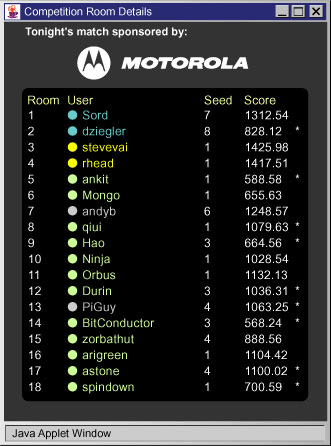 Competition Room Details
Tonight's match sponsored by:
MOTOROLA
Room User Seed Score
1 Sord 7 1312.54
2 dziegler 8 828.12 *
3 stevevai 1 1425.98
4 rhead 1 1417.51
5 ankit 1 588.58 *
6 Mongo 1 655.63
7 andyb 6 1248.57
8 qiui 1 1079.63 *
9 Hao 3 664.56 *
10 Ninja 1 1028.54
11 Orbus 1 1132.13
12 Durin 3 1036.31 *
13 PiGuy 4 1063.25 *
14 BitConductor 3 568.24 *
15 zorbathut 4 888.56
16 arigreen 1 1104.42
17 astone 4 1100.02 *
18 spindown 1 700.59 *
Java Applet Window